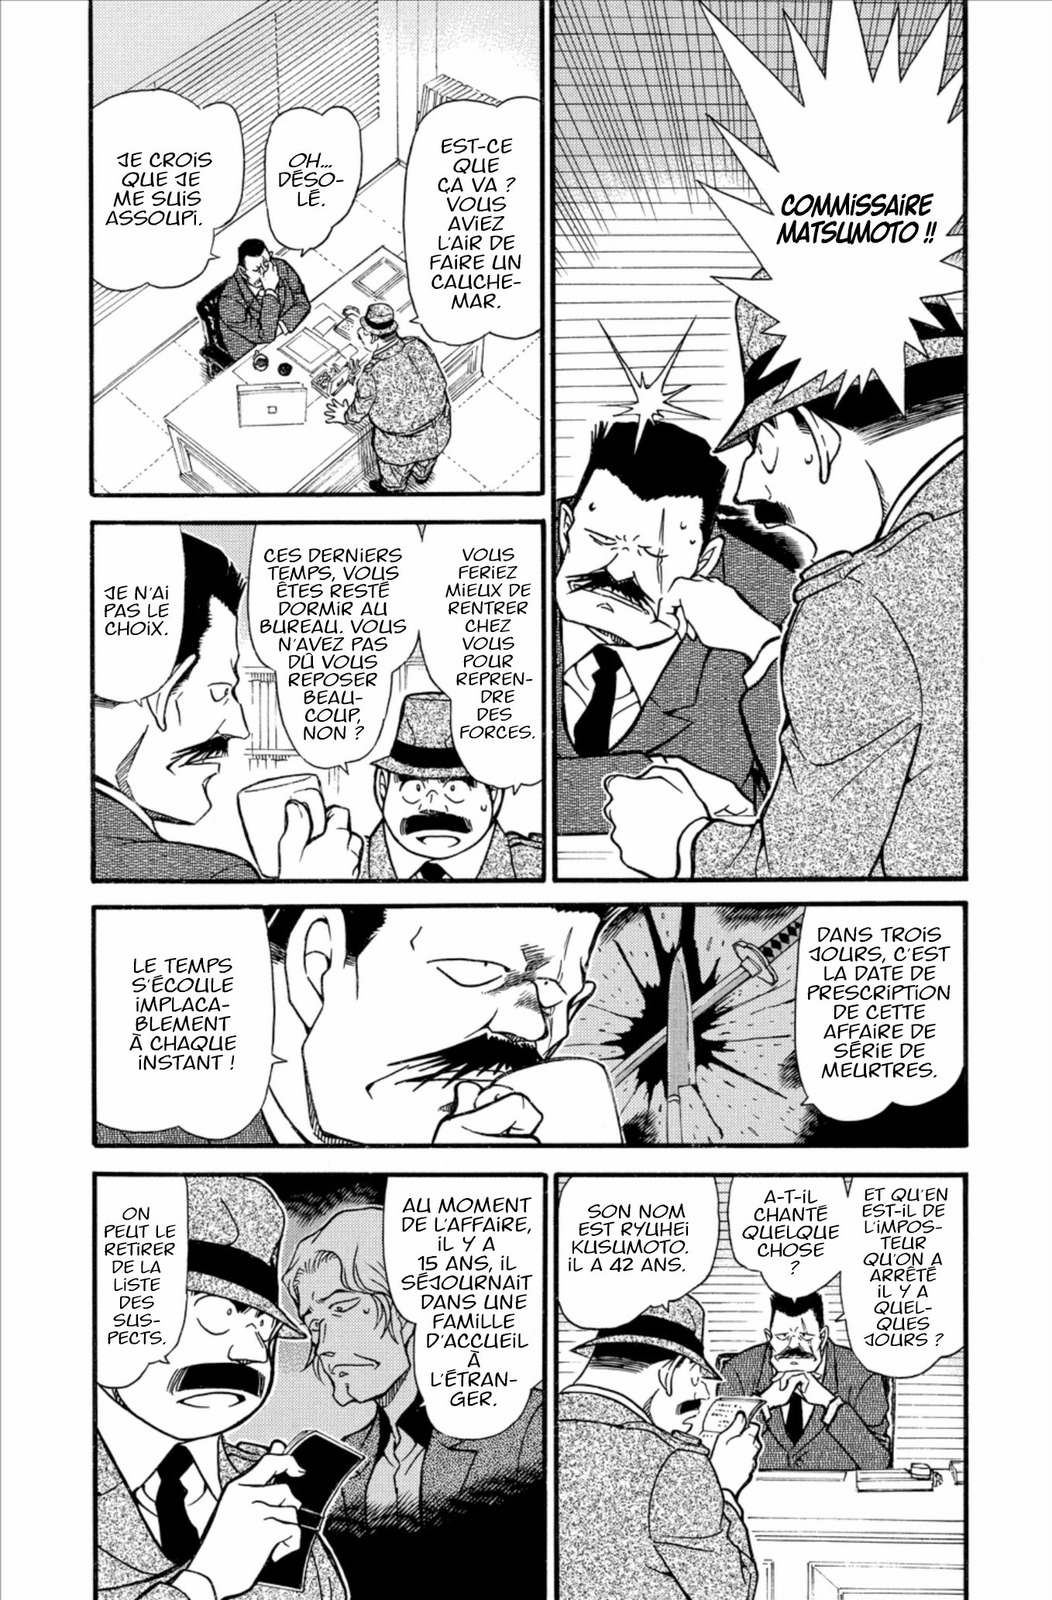 COMMISSAIRE
MATSUMOTO !!
EST-CE
QUE
ÇA VA ?
VOUS
AVIEZ
L'AIR DE
FAIRE UN
CAUCHE-
MAR.
OH...
DÉSO-
LÉ.
JE CROIS
QUE JE
ME SUIS
ASSOUPI.
VOUS
FERIEZ
MIEUX DE
RENTRER
CHEZ
VOUS
POUR
REPREN-
DRE
DES
FORCES.
CES DERNIERS
TEMPS, VOUS
ÊTES RESTÉ
DORMIR AU
BUREAU. VOUS
N'AVEZ PAS
DÛ VOUS
REPOSER
BEAU-
COUP,
NON ?
JE N'AI
PAS LE
CHOIX.
DANS TROIS
JOURS, C'EST
LA DATE DE
PRESCRIPTION
DE CETTE
AFFAIRE DE
SÉRIE DE
MEURTRES.
LE TEMPS
S'ÉCOULE
IMPLACA-
BLEMENT
À CHAQUE
INSTANT !
ET QU'EN
EST-IL DE
L'IMPOS-
TEUR
QU'ON A
ARRÊTÉ
IL Y A
QUEL-
QUES
JOURS ?
A-T-IL
CHANTÉ
QUELQUE
CHOSE
?
SON NOM
EST RYUHEI
KUSUMOTO.
IL A 42 ANS.
AU MOMENT
DE L'AFFAIRE,
IL Y A
15 ANS, IL
SÉJOURNAIT
DANS UNE
FAMILLE
D'ACCUEIL
À
L'ÉTRAN-
GER.
ON
PEUT LE
RETIRER
DE LA
LISTE
DES
SUS-
PECTS.